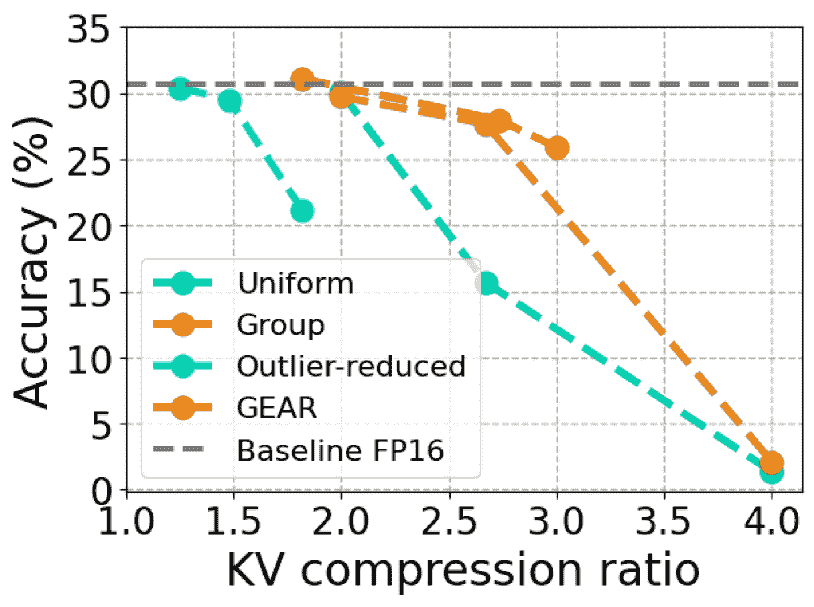 35
30
25
20
15
10
5
0
Accuracy (%)
Uniform
Group
Outlier-reduced
GEAR
Baseline FP16
1.0 1.5 2.0 2.5 3.0 3.5 4.0
KV compression ratio